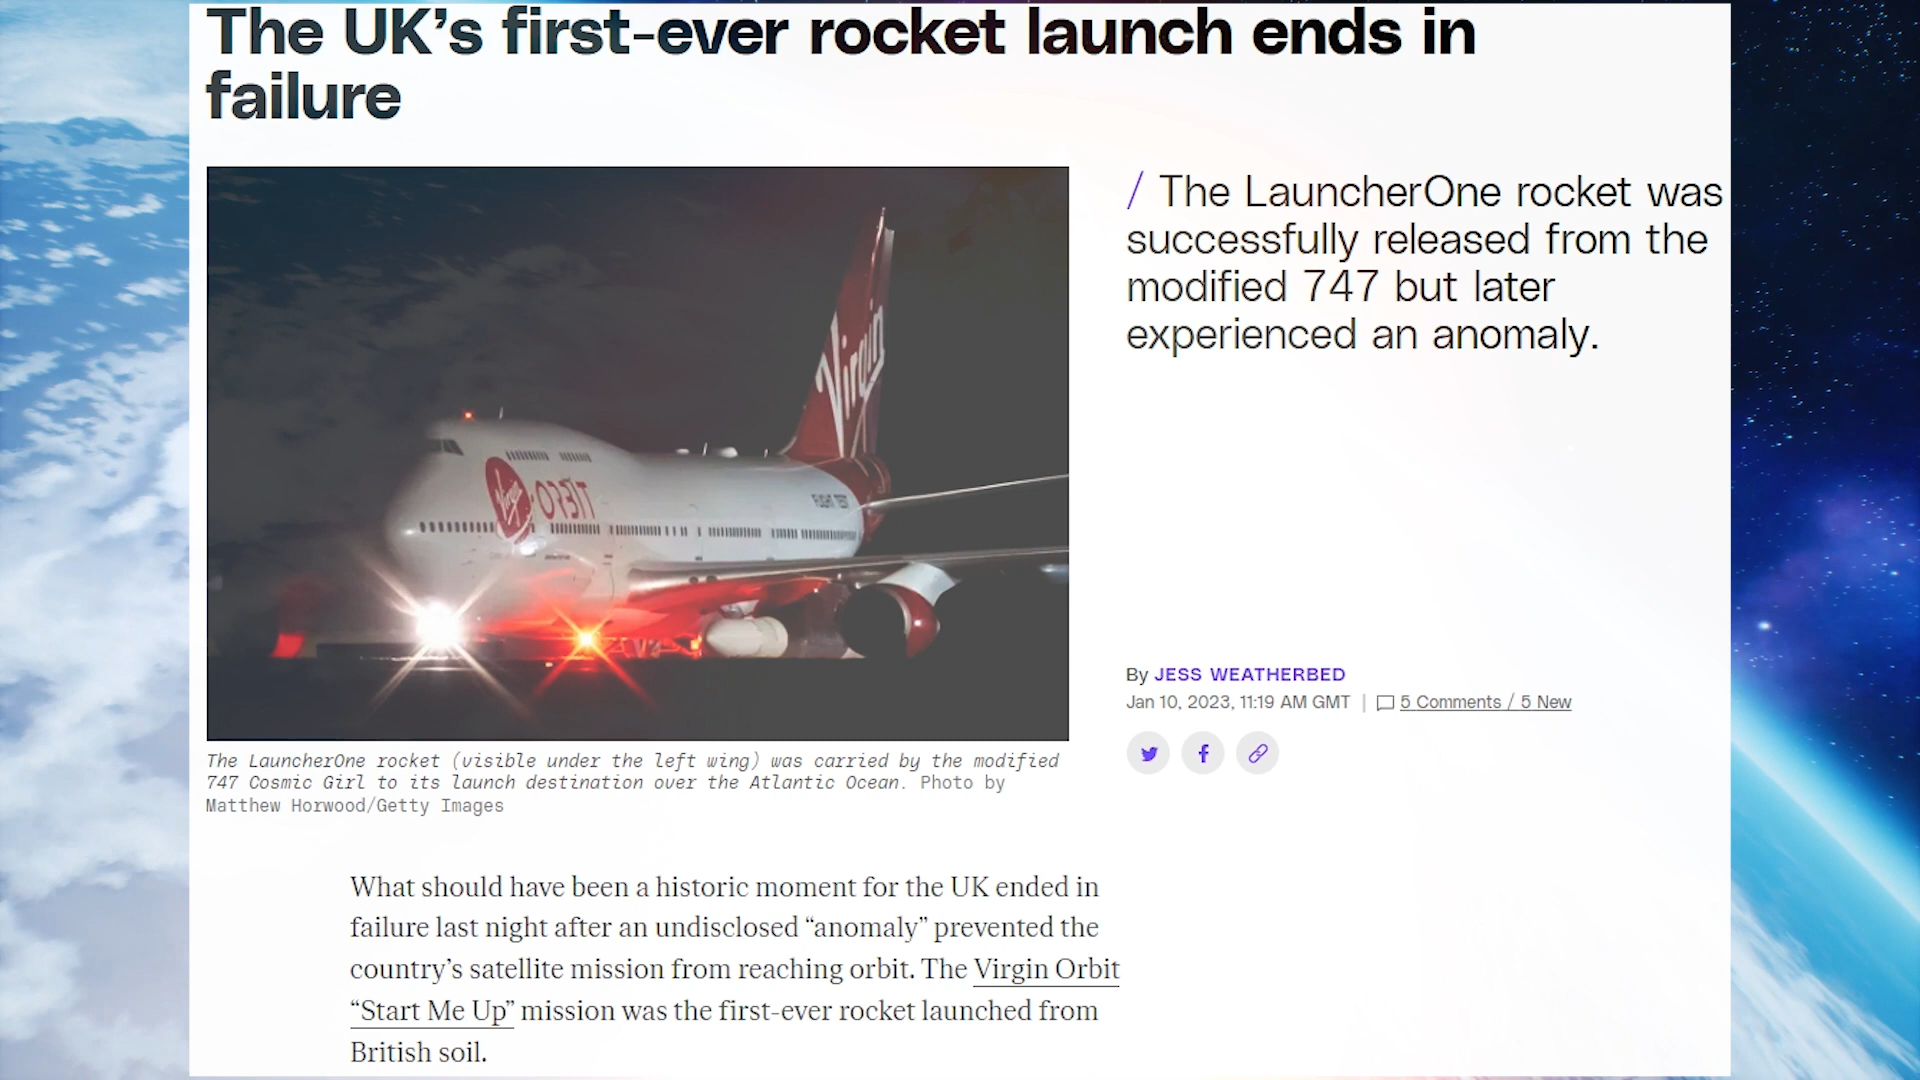 The UK’s first-ever rocket launch ends in
failure
/ The LauncherOne rocket was
successfully released from the
modified 747 but later
experienced an anomaly.
Virgin
Virgin ORBIT
FLIGHT TEST
By JESS WEATHERBED
Jan 10, 2023, 11:19 AM GMT | 5 Comments / 5 New
The LauncherOne rocket (visible under the left wing) was carried by the modified
747 Cosmic Girl to its launch destination over the Atlantic Ocean. Photo by
Matthew Horwood/Getty Images
What should have been a historic moment for the UK ended in
failure last night after an undisclosed “anomaly” prevented the
country’s satellite mission from reaching orbit. The Virgin Orbit
“Start Me Up” mission was the first-ever rocket launched from
British soil.